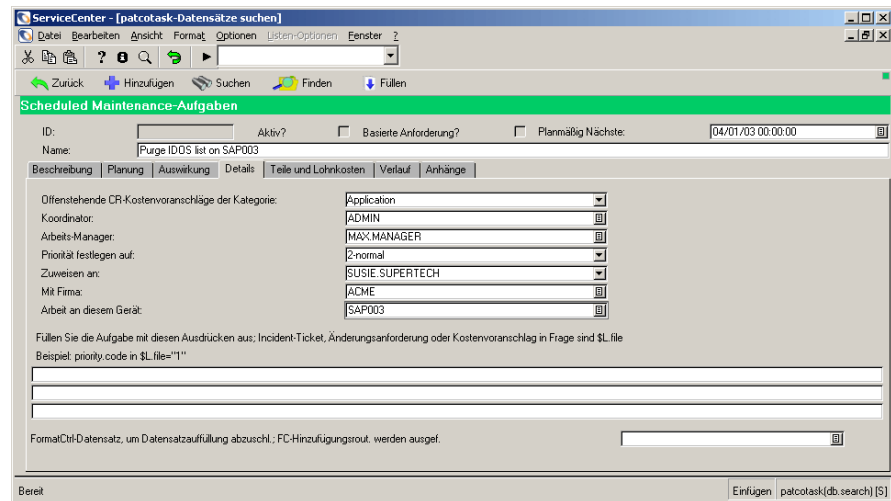 ServiceCenter - [patcotask-Datensätze suchen]
Datei Bearbeiten Ansicht Format Optionen Listen-Optionen Fenster ?
Zurück Hinzufügen Suchen Finden Füllen
Scheduled Maintenance-Aufgaben
ID: Aktiv? Basierte Anforderung? Planmäßig Nächste: 04/01/03 00:00:00
Name: Purge IDOS list on SAP003
Beschreibung Planung Auswirkung Details Teile und Lohnkosten Verlauf Anhänge
Offenstehende CR-Kostenvoranschläge der Kategorie: Application
Koordinator: ADMIN
Arbeits-Manager: MAX.MANAGER
Priorität festlegen auf: 2-normal
Zuweisen an: SUSIE.SUPERTECH
Mit Firma: ACME
Arbeit an diesem Gerät: SAP003
Füllen Sie die Aufgabe mit diesen Ausdrücken aus; Incident-Ticket, Änderungsanforderung oder Kostenvoranschlag in Frage sind $L.file
Beispiel: priority.code in $L.file="1"
FormatCtrl-Datensatz, um Datensatzauffüllung abzuschl.; FC-Hinzufügungsrout. werden ausgef.
Bereit Einfügen patcotask(db.search) [S]